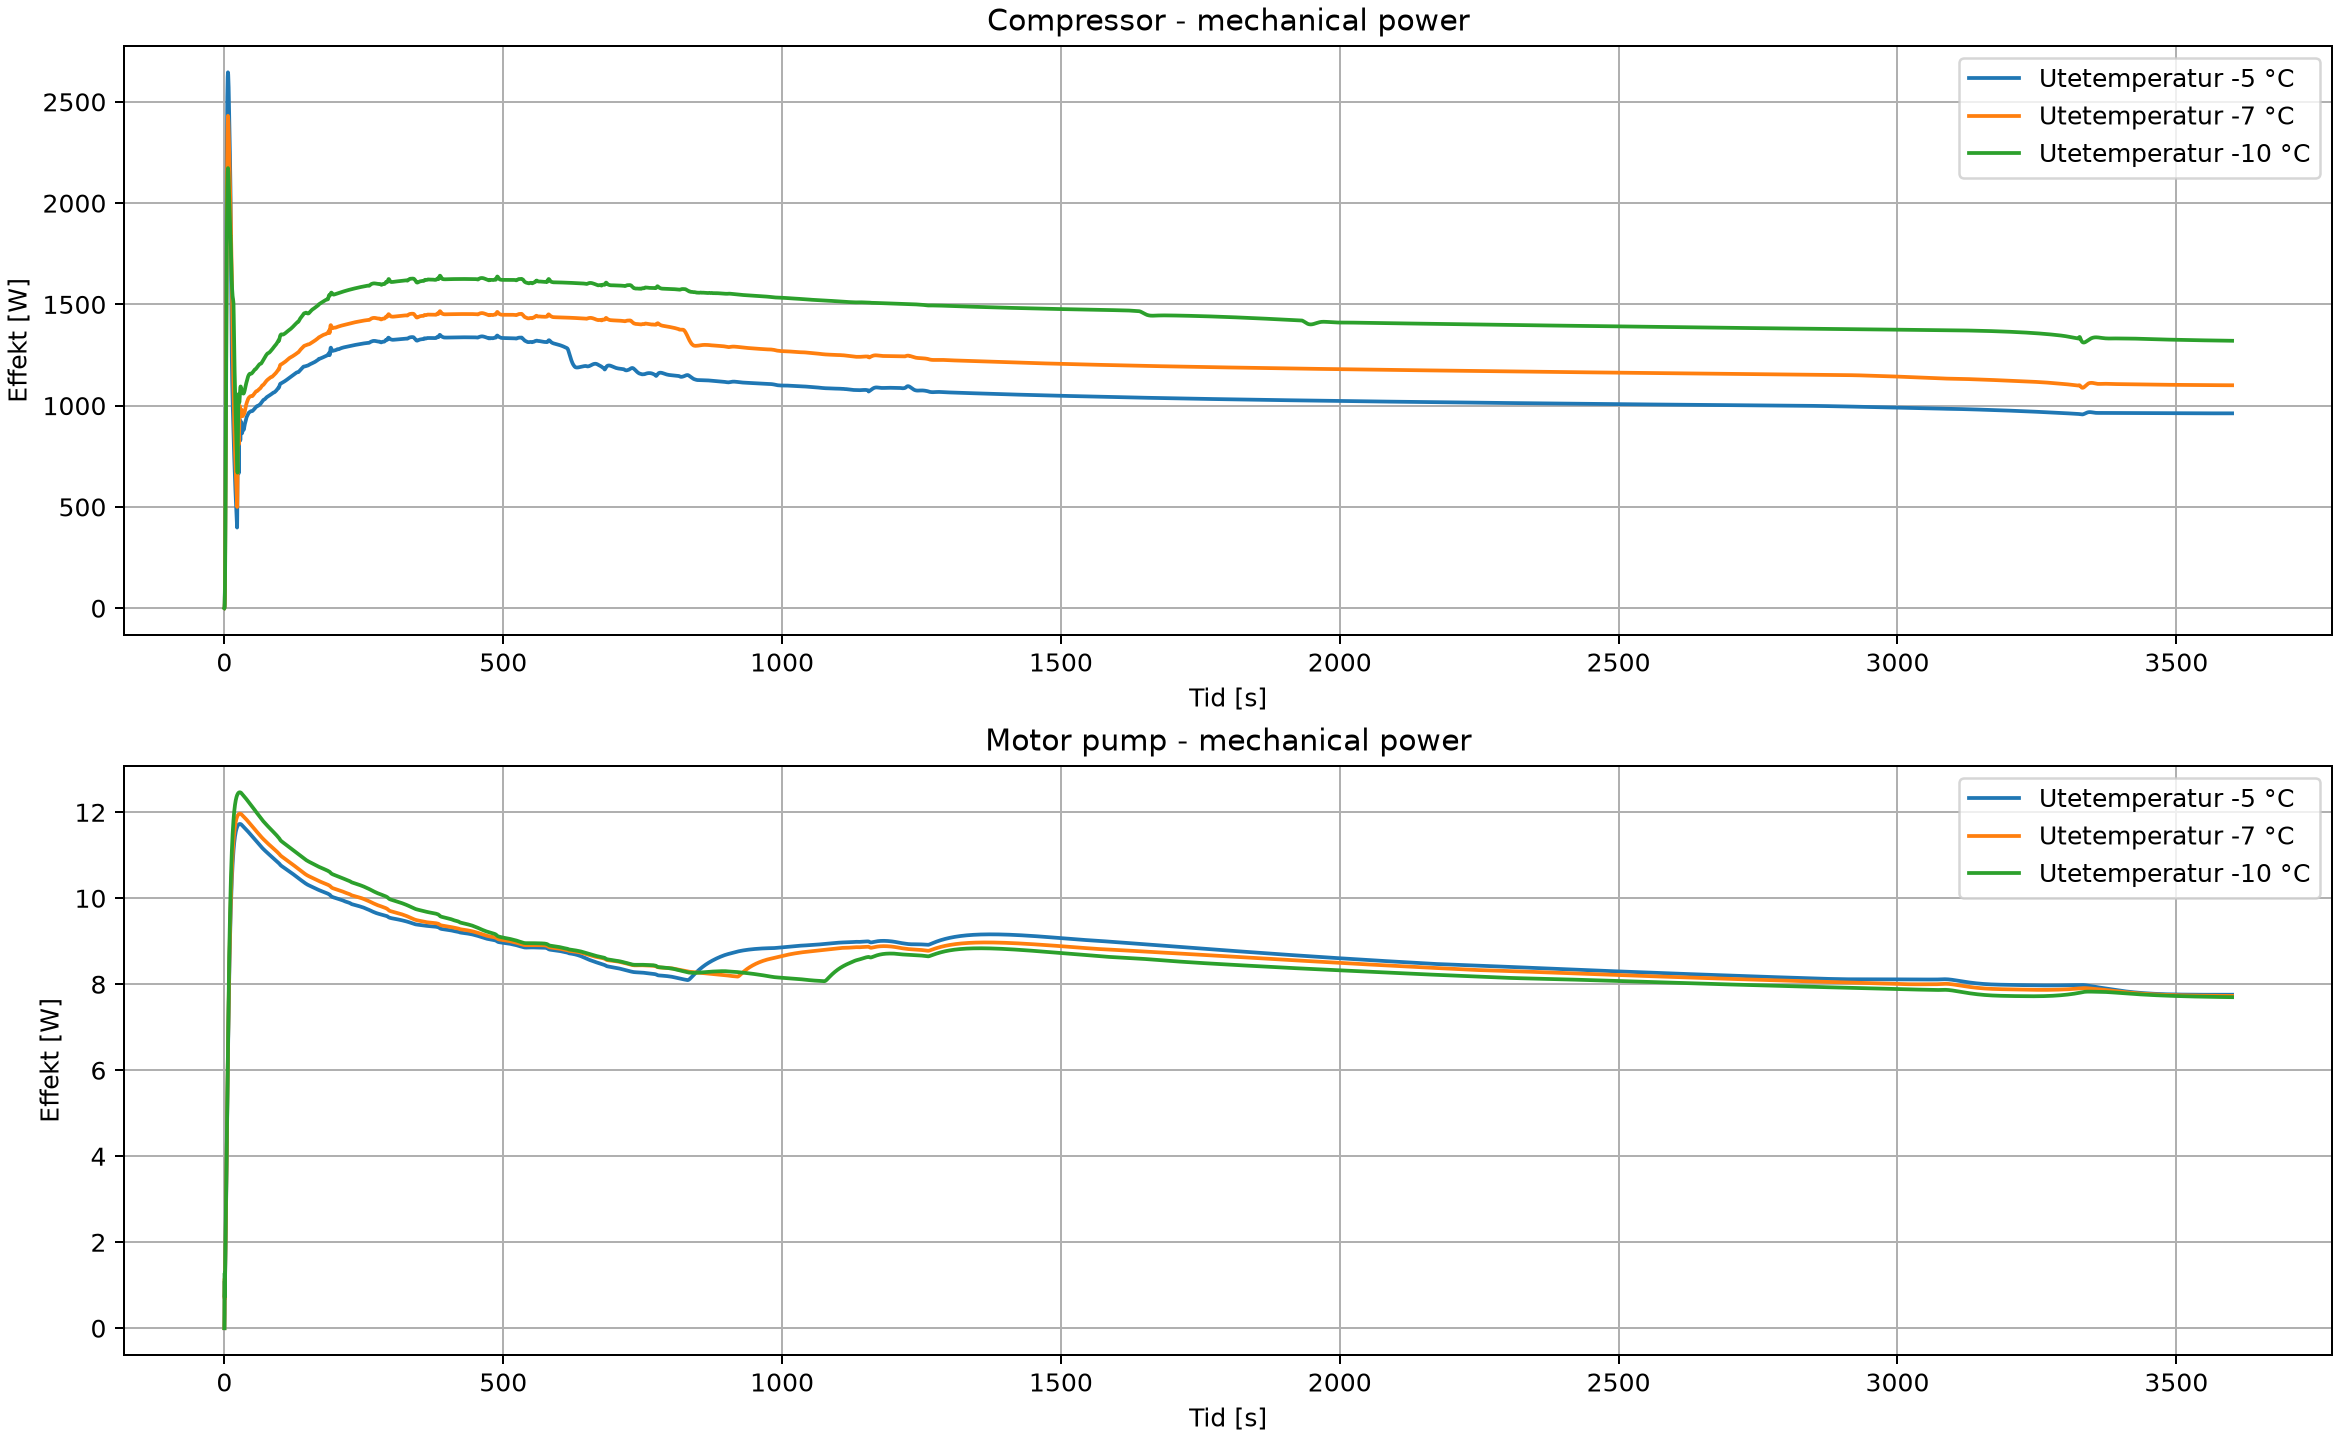 Compressor - mechanical power
Effekt [W]
2500
2000
1500
1000
500
0
Utetemperatur -5 °C
Utetemperatur -7 °C
Utetemperatur -10 °C
0 500 1000 1500 2000 2500 3000 3500
Tid [s]
Motor pump - mechanical power
Effekt [W]
12
10
8
6
4
2
0
Utetemperatur -5 °C
Utetemperatur -7 °C
Utetemperatur -10 °C
0 500 1000 1500 2000 2500 3000 3500
Tid [s]